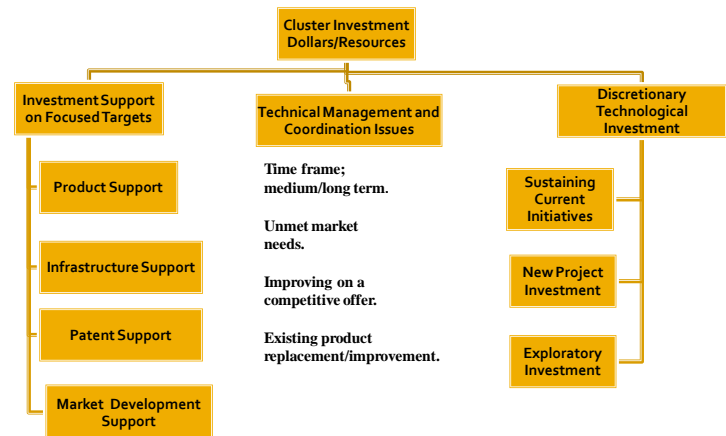 Cluster Investment
Dollars/Resources
Investment Support
on Focused Targets
Technical Management and
Coordination Issues
Discretionary
Technological
Investment
Product Support
Infrastructure Support
Patent Support
Market Development
Support
Time frame;
medium/long term.
Unmet market
needs.
Improving on a
competitive offer.
Existing product
replacement/improvement.
Sustaining
Current
Initiatives
New Project
Investment
Exploratory
Investment